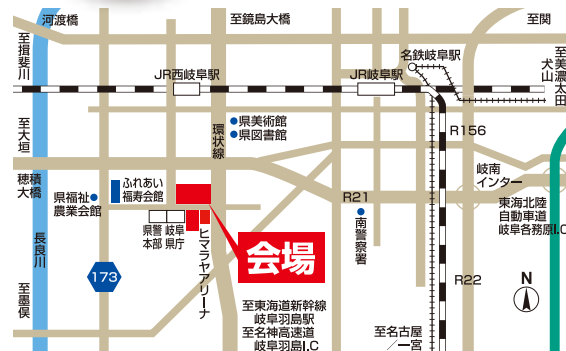 河渡橋
至鏡島大橋
至関
至揖斐川
名鉄岐阜駅
至美濃太田
犬山
JR西岐阜駅
JR岐阜駅
環状線
県美術館
県図書館
R156
至大垣
穂積大橋
ふれあい
福寿会館
県福祉
農業会館
R21
岐南
インター
南警察署
東海北陸
自動車道
岐阜各務原I.C
県警
本部
岐阜
県庁
ヒマラヤアリーナ
会場
長良川
173
R22
N
至墨俣
至東海道新幹線
岐阜羽島駅
至名神高速道
岐阜羽島I.C
至名古屋
／一宮